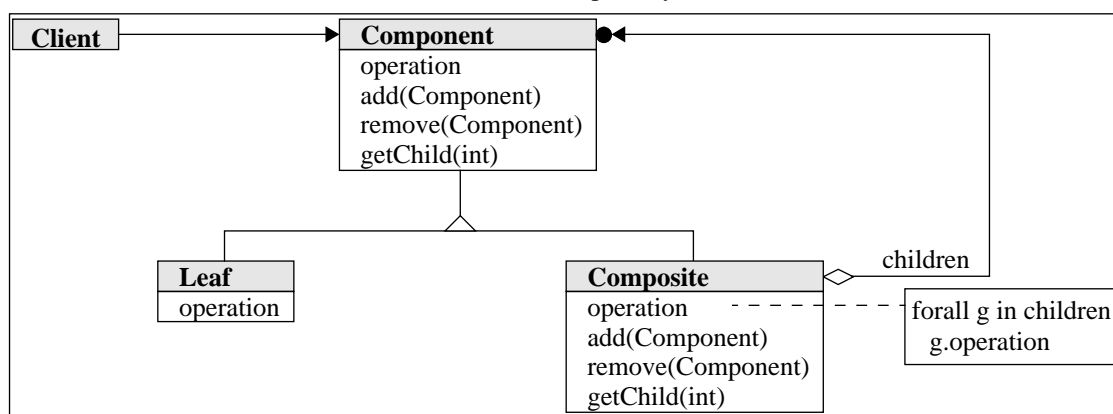 Client
Component
operation
add(Component)
remove(Component)
getChild(int)
Leaf
operation
Composite
operation
add(Component)
remove(Component)
getChild(int)
children
forall g in children
g.operation